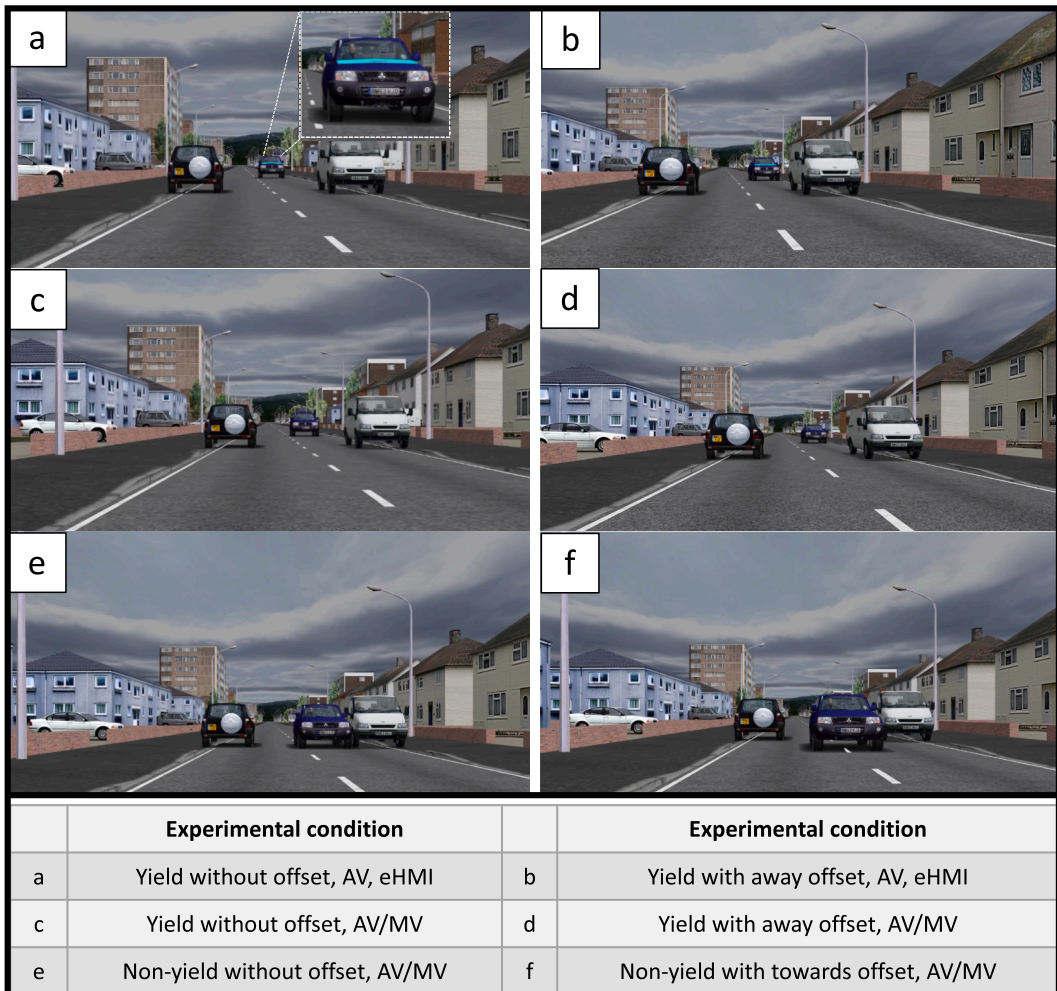 a
b
c
d
e
f
Experimental condition Experimental condition
a Yield without offset, AV, eHMI b Yield with away offset, AV, eHMI
c Yield without offset, AV/MV d Yield with away offset, AV/MV
e Non-yield without offset, AV/MV f Non-yield with towards offset, AV/MV